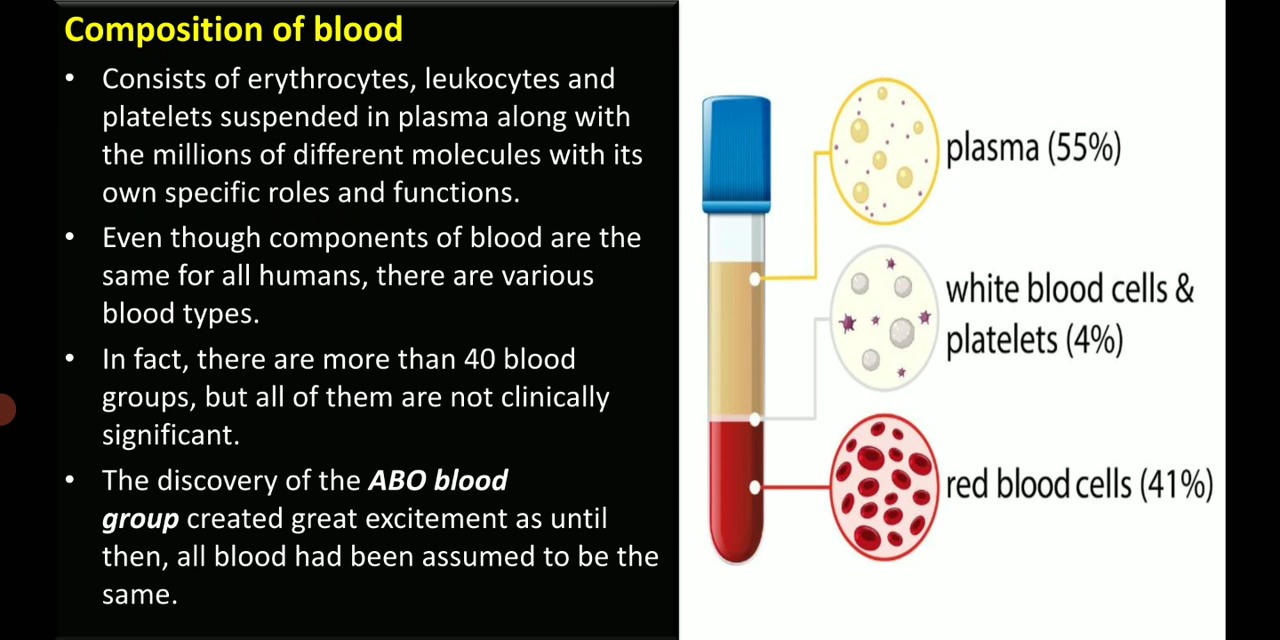 Composition of blood
• Consists of erythrocytes, leukocytes and
platelets suspended in plasma along with
the millions of different molecules with its
own specific roles and functions.
• Even though components of blood are the
same for all humans, there are various
blood types.
• In fact, there are more than 40 blood
groups, but all of them are not clinically
significant.
• The discovery of the ABO blood
group created great excitement as until
then, all blood had been assumed to be the
same.
plasma (55%)
white blood cells &
platelets (4%)
red blood cells (41%)